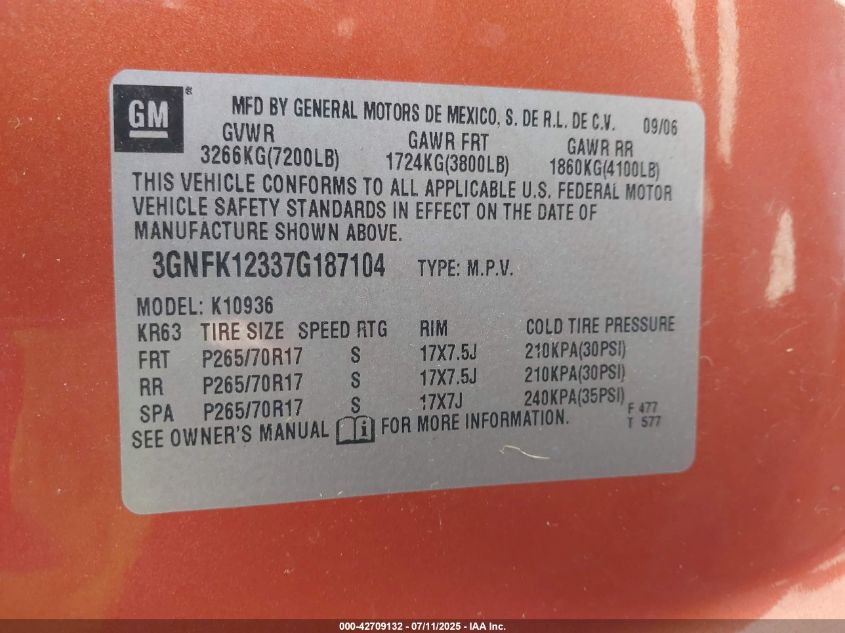 GM ®
MFD BY GENERAL MOTORS DE MEXICO, S. DE R.L. DE C.V. 09/06
GVWR GAWR FRT GAWR RR
3266KG(7200LB) 1724KG(3800LB) 1860KG(4100LB)
THIS VEHICLE CONFORMS TO ALL APPLICABLE U.S. FEDERAL MOTOR
VEHICLE SAFETY STANDARDS IN EFFECT ON THE DATE OF
MANUFACTURE SHOWN ABOVE.
3GNFK12337G187104 TYPE: M.P.V.
MODEL: K10936
KR63 TIRE SIZE SPEED RTG RIM COLD TIRE PRESSURE
FRT P265/70R17 S 17X7.5J 210KPA(30PSI)
RR P265/70R17 S 17X7.5J 210KPA(30PSI)
SPA P265/70R17 S 17X7J 240KPA(35PSI)
F 477
T 577
SEE OWNER'S MANUAL i FOR MORE INFORMATION.
000-42709132 - 07/11/2025 - IAA Inc.